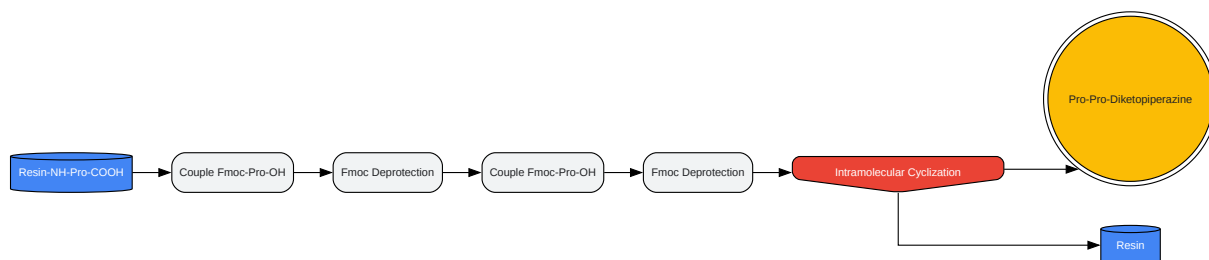 Resin-NH-Pro-COOH
Couple Fmoc-Pro-OH
Fmoc Deprotection
Couple Fmoc-Pro-OH
Fmoc Deprotection
Intramolecular Cyclization
Pro-Pro-Diketopiperazine
Resin